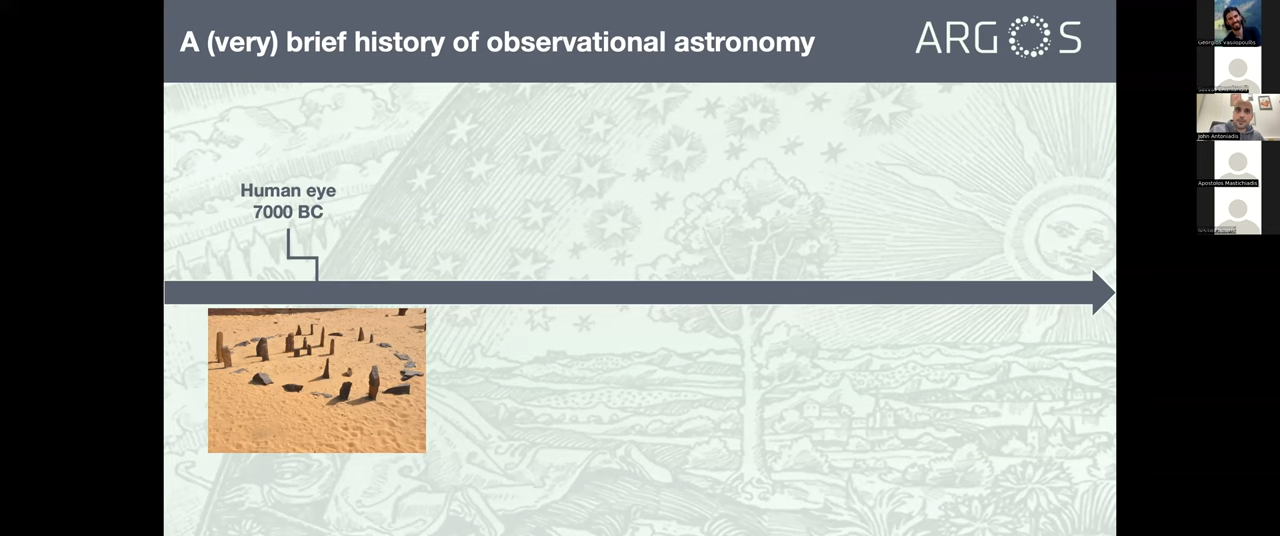 A (very) brief history of observational astronomy
ARGOS
Human eye
7000 BC
Georgios Vasilopoulos
John Antoniadis
Apostolos Mastichiadis